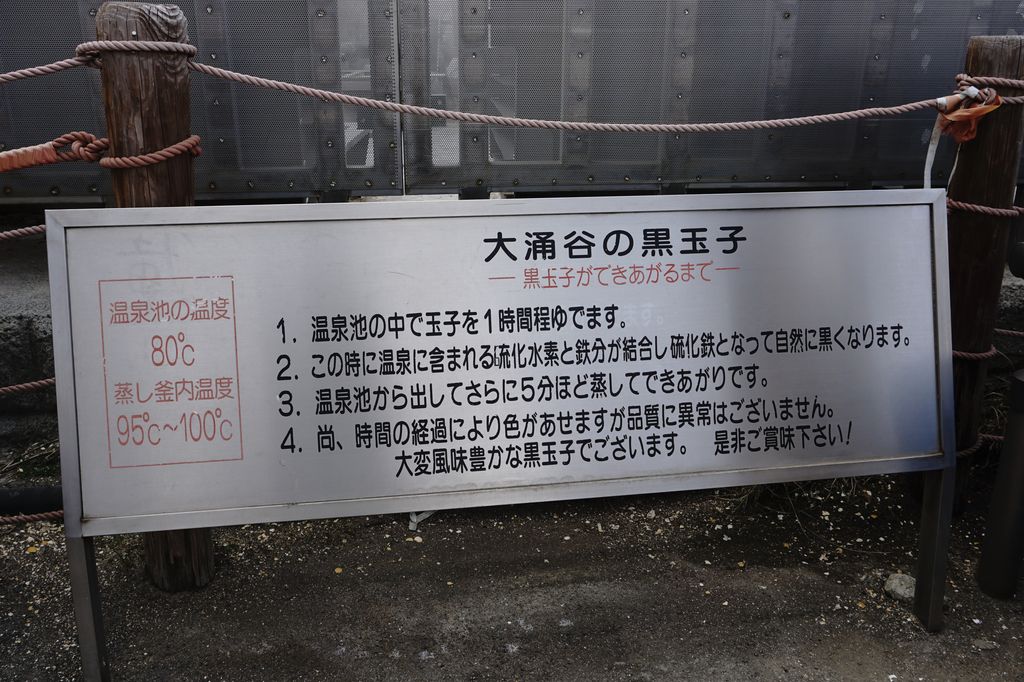 大涌谷の黒玉子
―黒玉子ができあがるまで―
温泉池の温度
80℃
蒸し釜内温度
95℃~100℃
1. 温泉池の中で玉子を1時間程ゆでます。
2. この時に温泉に含まれる硫化水素と鉄分が結合し硫化鉄となって自然に黒くなります。
3. 温泉池から出してさらに5分ほど蒸してできあがりです。
4. 尚、時間の経過により色があせますが品質に異常はございません。
大変風味豊かな黒玉子でございます。 是非ご賞味下さい!